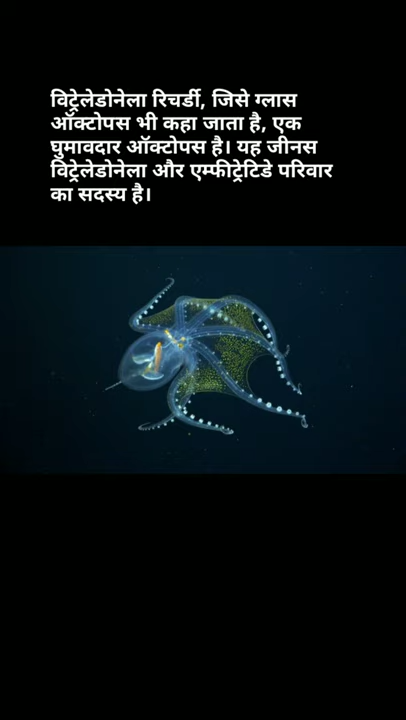 विट्रेलेडोनेला रिचर्डी, जिसे ग्लास
ऑक्टोपस भी कहा जाता है, एक
घुमावदार ऑक्टोपस है। यह जीनस
विट्रेलेडोनेला और एम्फीट्रेटिडे परिवार
का सदस्य है।